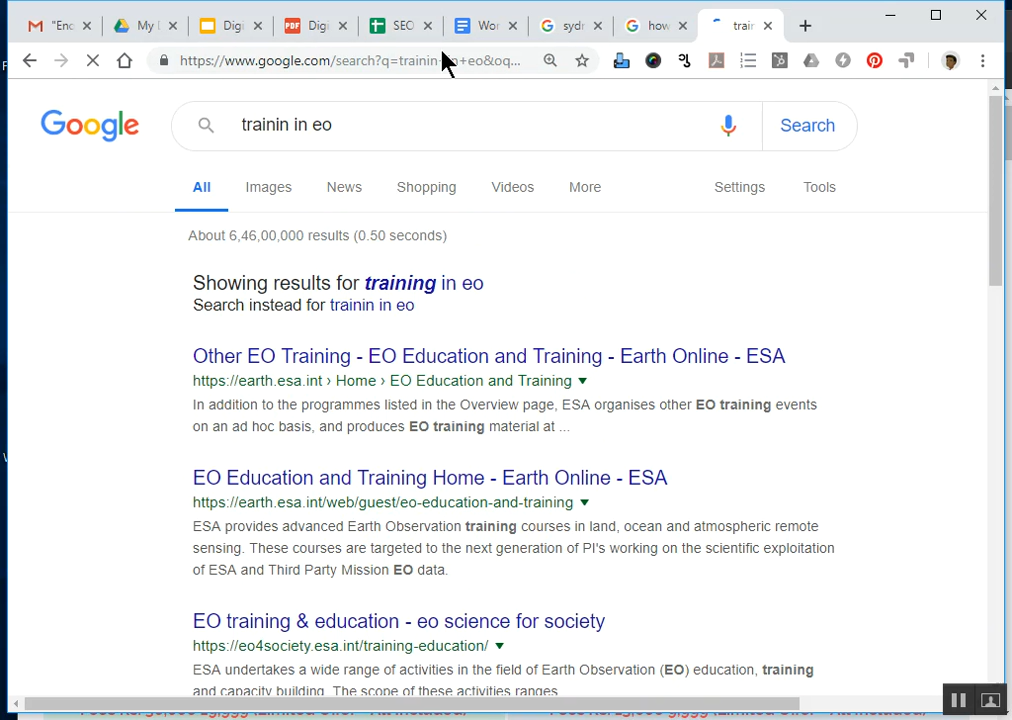 "Enc
My I
Digi
PDF
Digi
SEO
Wor
sydr
how
trair
https://www.google.com/search?q=trainin
+eo&oq...
Google
trainin in eo
Search
All
Images
News
Shopping
Videos
More
Settings
Tools
About 6,46,00,000 results (0.50 seconds)
Showing results for training in eo
Search instead for trainin in eo
Other EO Training - EO Education and Training - Earth Online - ESA
https://earth.esa.int › Home › EO Education and Training
In addition to the programmes listed in the Overview page, ESA organises other EO training events
on an ad hoc basis, and produces EO training material at ...
EO Education and Training Home - Earth Online - ESA
https://earth.esa.int/web/guest/eo-education-and-training
ESA provides advanced Earth Observation training courses in land, ocean and atmospheric remote
sensing. These courses are targeted to the next generation of PI's working on the scientific exploitation
of ESA and Third Party Mission EO data.
EO training & education - eo science for society
https://eo4society.esa.int/training-education/
ESA undertakes a wide range of activities in the field of Earth Observation (EO) education, training
and capacity building. The scope of these activities ranges